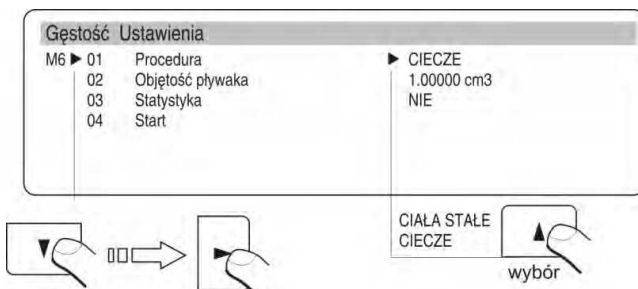 Gęstość Ustawienia
M6 ▶ 01 Procedura ▶ CIECZE
02 Objętość pływaka 1.00000 cm3
03 Statystyka NIE
04 Start
CIAŁA STAŁE
CIECZE
wybór